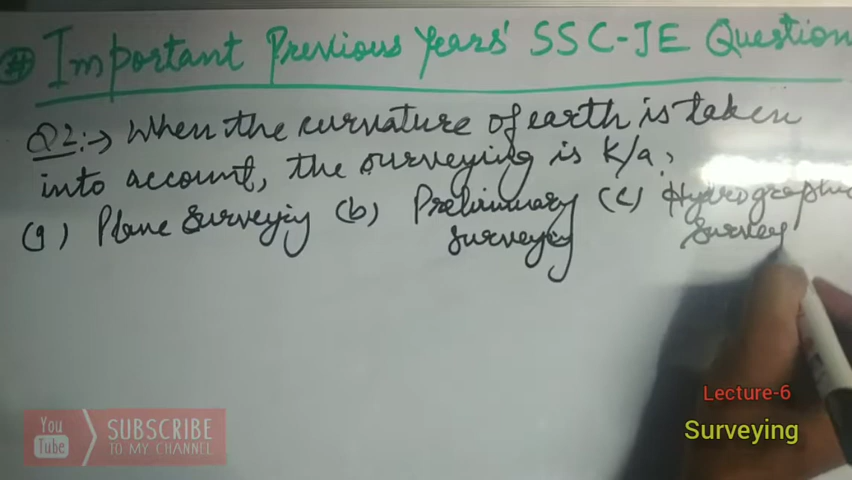 # Important Previous Years' SSC-JE Question
Q2:-> When the curvature of earth is taken
into account, the surveying is k/a,
(a) Plane Surveying (b) Preliminary (c) Hydrographic
surveying Survey
Lecture-6
Surveying
You Tube SUBSCRIBE
TO MY CHANNEL